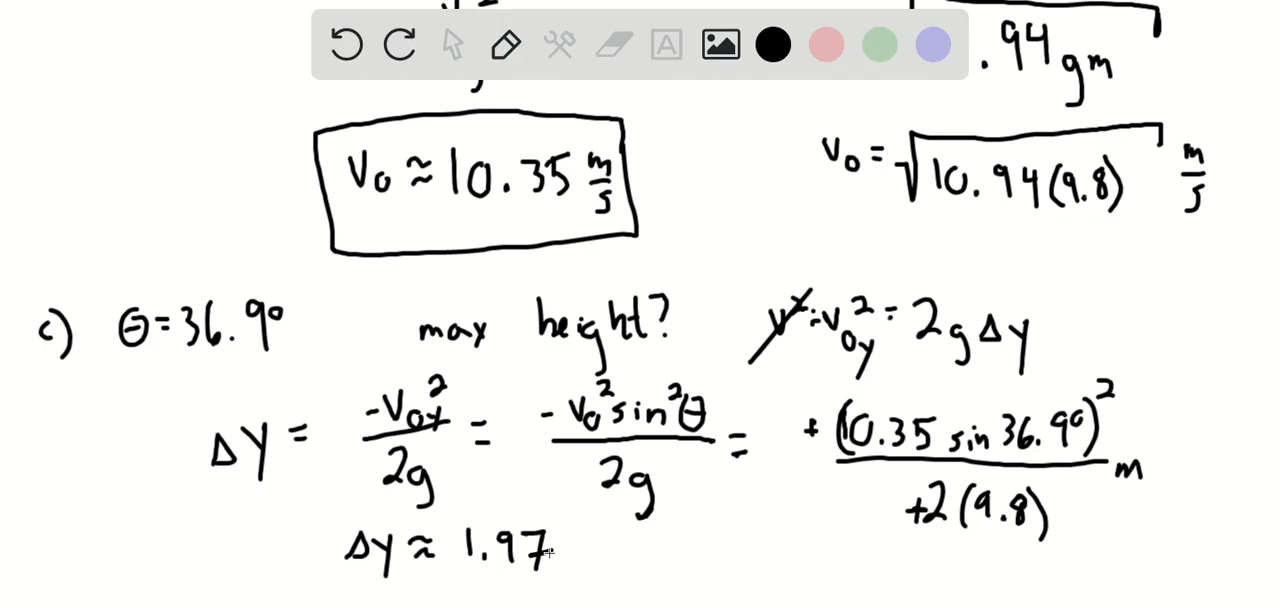 .94 gm
V₀ ≈ 10.35 m/s
V₀ = √10.94(9.8) m/s
c) θ = 36.9° max height? V² - V₀y² = 2gΔy
Δy = -V₀y²/2g = -V₀² sin²θ/2g = +(10.35 sin 36.9°)²/+2(9.8) m
Δy ≈ 1.97